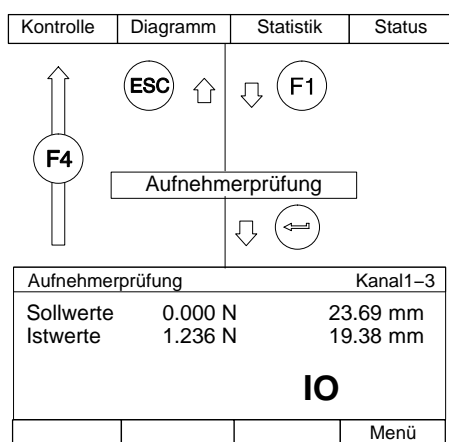 Kontrolle Diagramm Statistik Status
ESC F1
F4
Aufnehmerprüfung
Aufnehmerprüfung Kanal1–3
Sollwerte 0.000 N 23.69 mm
Istwerte 1.236 N 19.38 mm
IO
Menü